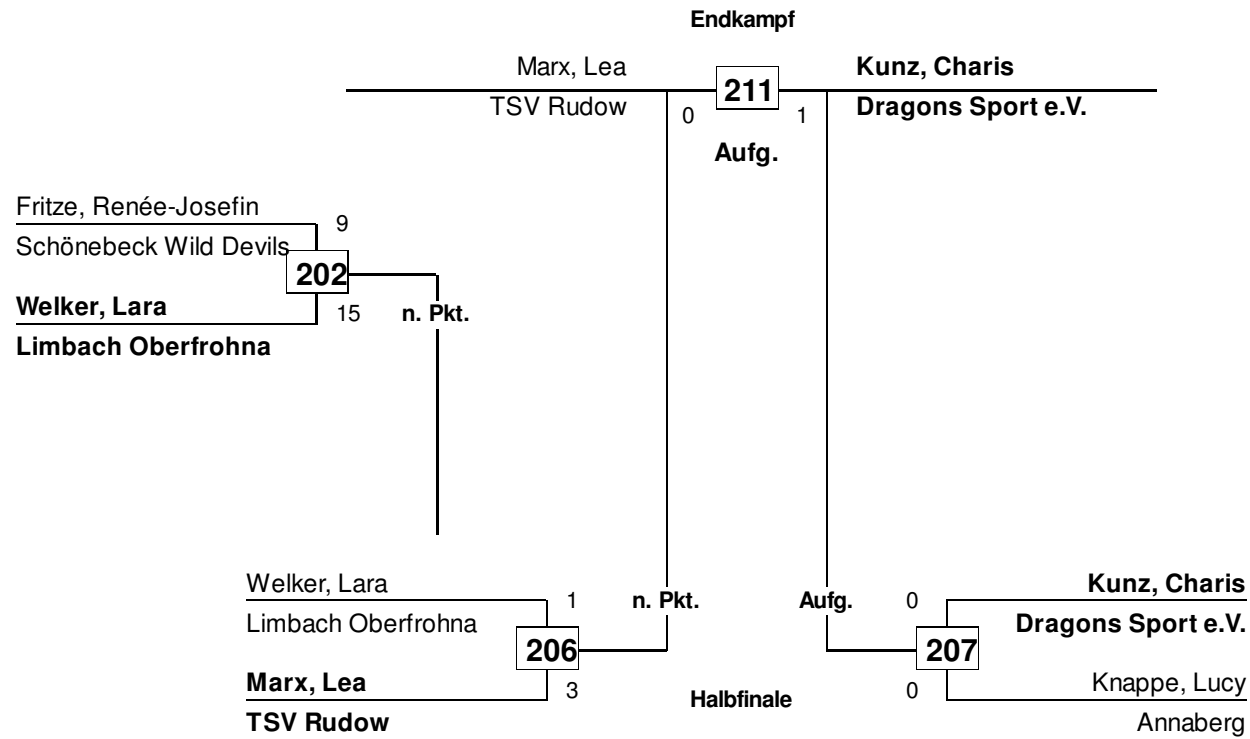 Endkampf
Marx, Lea
TSV Rudow
0
211
1
Kunz, Charis
Dragons Sport e.V.
Aufg.
Fritze, Renée-Josefin
9
Schönebeck Wild Devils
202
Welker, Lara
15
n. Pkt.
Limbach Oberfrohna
Welker, Lara
1
Limbach Oberfrohna
206
n. Pkt.
Marx, Lea
3
TSV Rudow
Halbfinale
Aufg.
0
Kunz, Charis
Dragons Sport e.V.
207
0
Knappe, Lucy
Annaberg